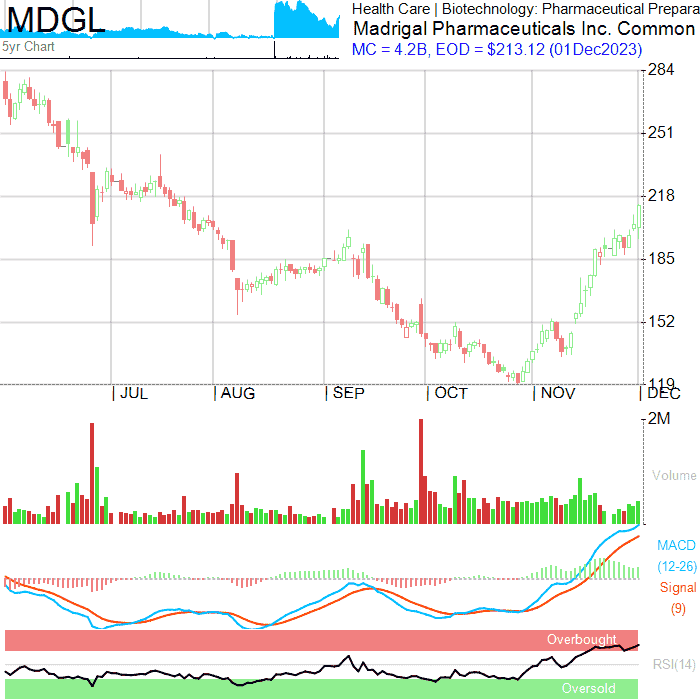 MDGL
5yr Chart
Health Care | Biotechnology: Pharmaceutical Prepara
Madrigal Pharmaceuticals Inc. Common
MC = 4.2B, EOD = $213.12 (01Dec2023)
284
251
218
185
152
119
JUL AUG SEP OCT NOV DEC
2M
Volume
MACD
(12-26)
Signal
(9)
Overbought
RSI(14)
Oversold